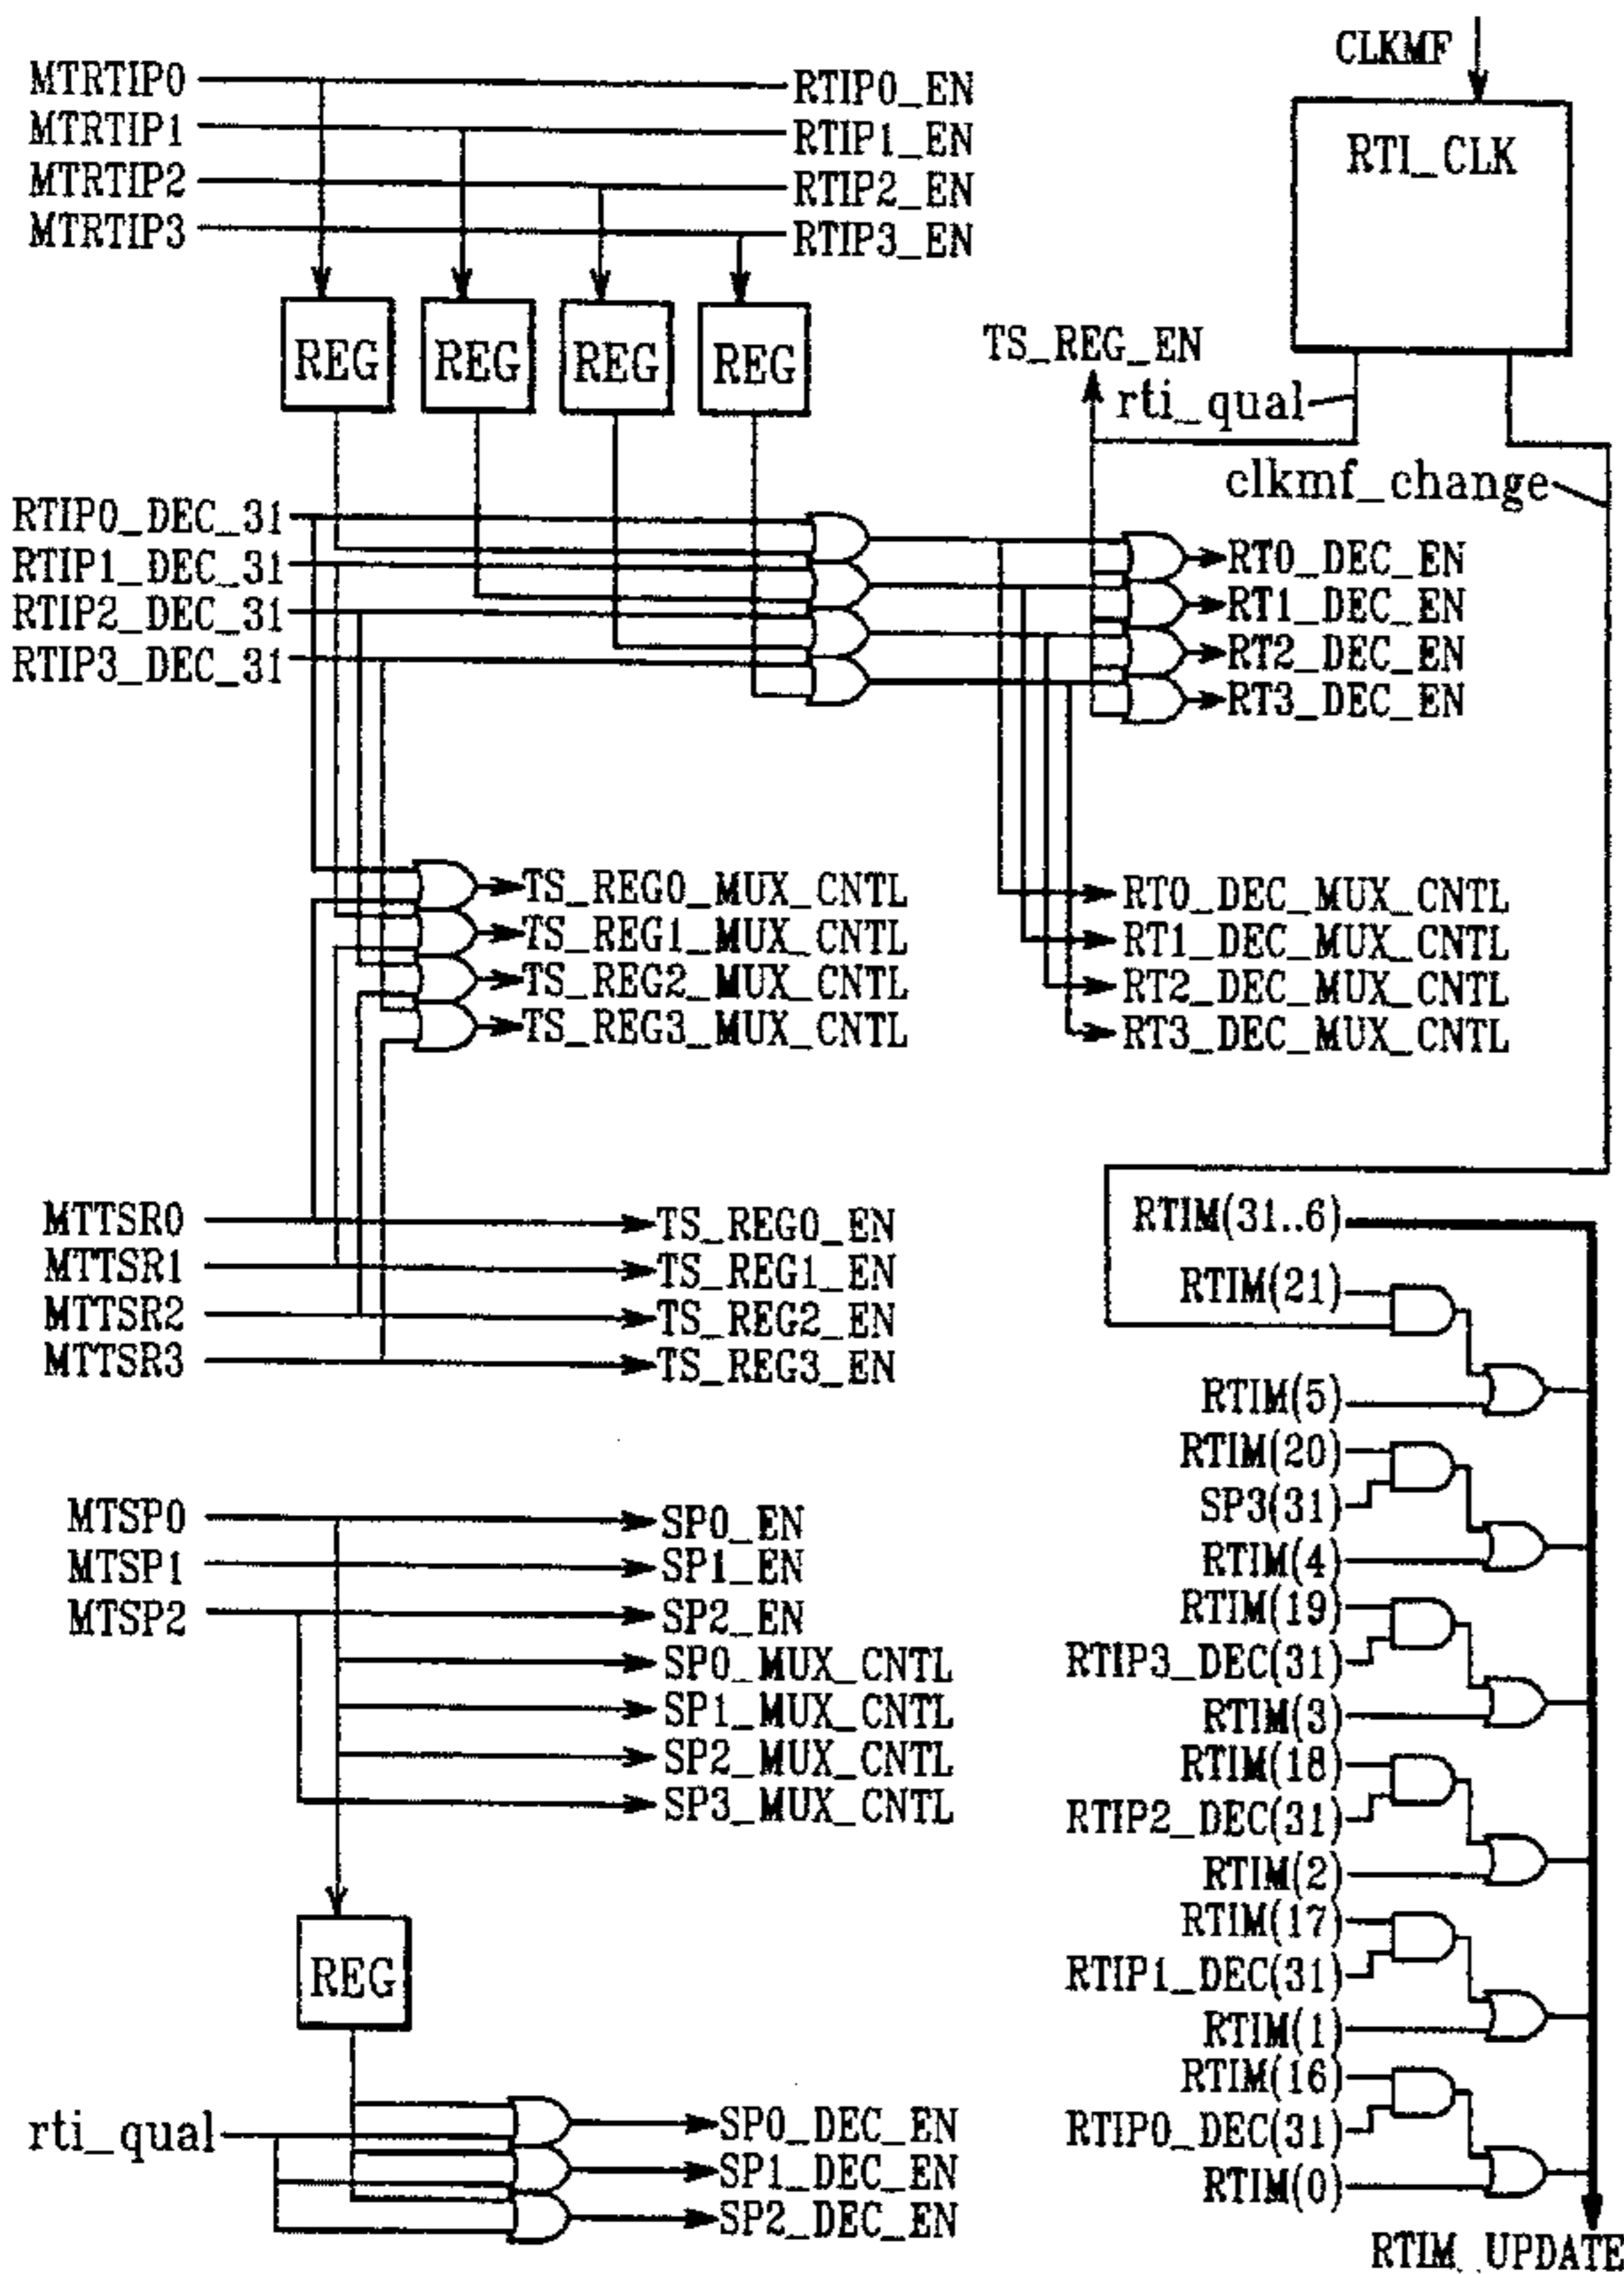 MTRTIP0
MTRTIP1
MTRTIP2
MTRTIP3
RTIP0_EN
RTIP1_EN
RTIP2_EN
RTIP3_EN
CLKMF
RTI_CLK
REG
REG
REG
REG
TS_REG_EN
rti_qual
clkmf_change
RTIP0_DEC_31
RTIP1_DEC_31
RTIP2_DEC_31
RTIP3_DEC_31
RT0_DEC_EN
RT1_DEC_EN
RT2_DEC_EN
RT3_DEC_EN
TS_REG0_MUX_CNTL
TS_REG1_MUX_CNTL
TS_REG2_MUX_CNTL
TS_REG3_MUX_CNTL
RT0_DEC_MUX_CNTL
RT1_DEC_MUX_CNTL
RT2_DEC_MUX_CNTL
RT3_DEC_MUX_CNTL
MTTSR0
MTTSR1
MTTSR2
MTTSR3
TS_REG0_EN
TS_REG1_EN
TS_REG2_EN
TS_REG3_EN
MTSP0
MTSP1
MTSP2
SP0_EN
SP1_EN
SP2_EN
SP0_MUX_CNTL
SP1_MUX_CNTL
SP2_MUX_CNTL
SP3_MUX_CNTL
REG
rti_qual
SP0_DEC_EN
SP1_DEC_EN
SP2_DEC_EN
RTIM(31..6)
RTIM(21)
RTIM(5)
RTIM(20)
SP3(31)
RTIM(4)
RTIM(19)
RTIP3_DEC(31)
RTIM(3)
RTIM(18)
RTIP2_DEC(31)
RTIM(2)
RTIM(17)
RTIP1_DEC(31)
RTIM(1)
RTIM(16)
RTIP0_DEC(31)
RTIM(0)
RTIM_UPDATE